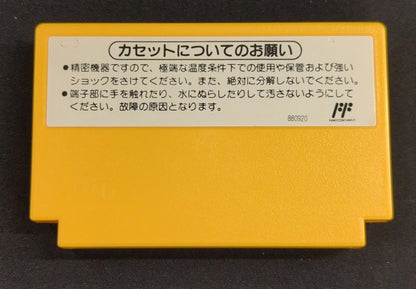 カセットについてのお願い
●精密機器ですので、極端な温度条件下での使用や保管および強い
ショックをさけてください。また、絶対に分解しないでください。
●端子部に手を触れたり、水にぬらしたりして汚さないようにして
ください。故障の原因となります。
880920
FF